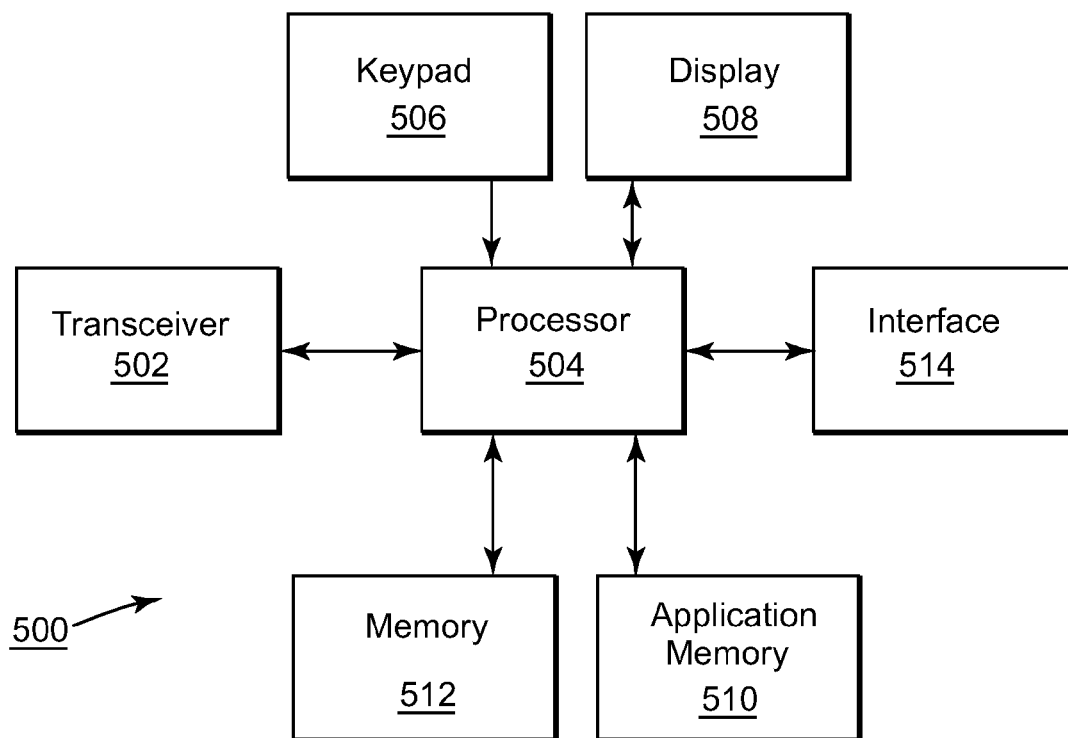 Keypad
506
Display
508
Transceiver
502
Processor
504
Interface
514
500
Memory
512
Application
Memory
510